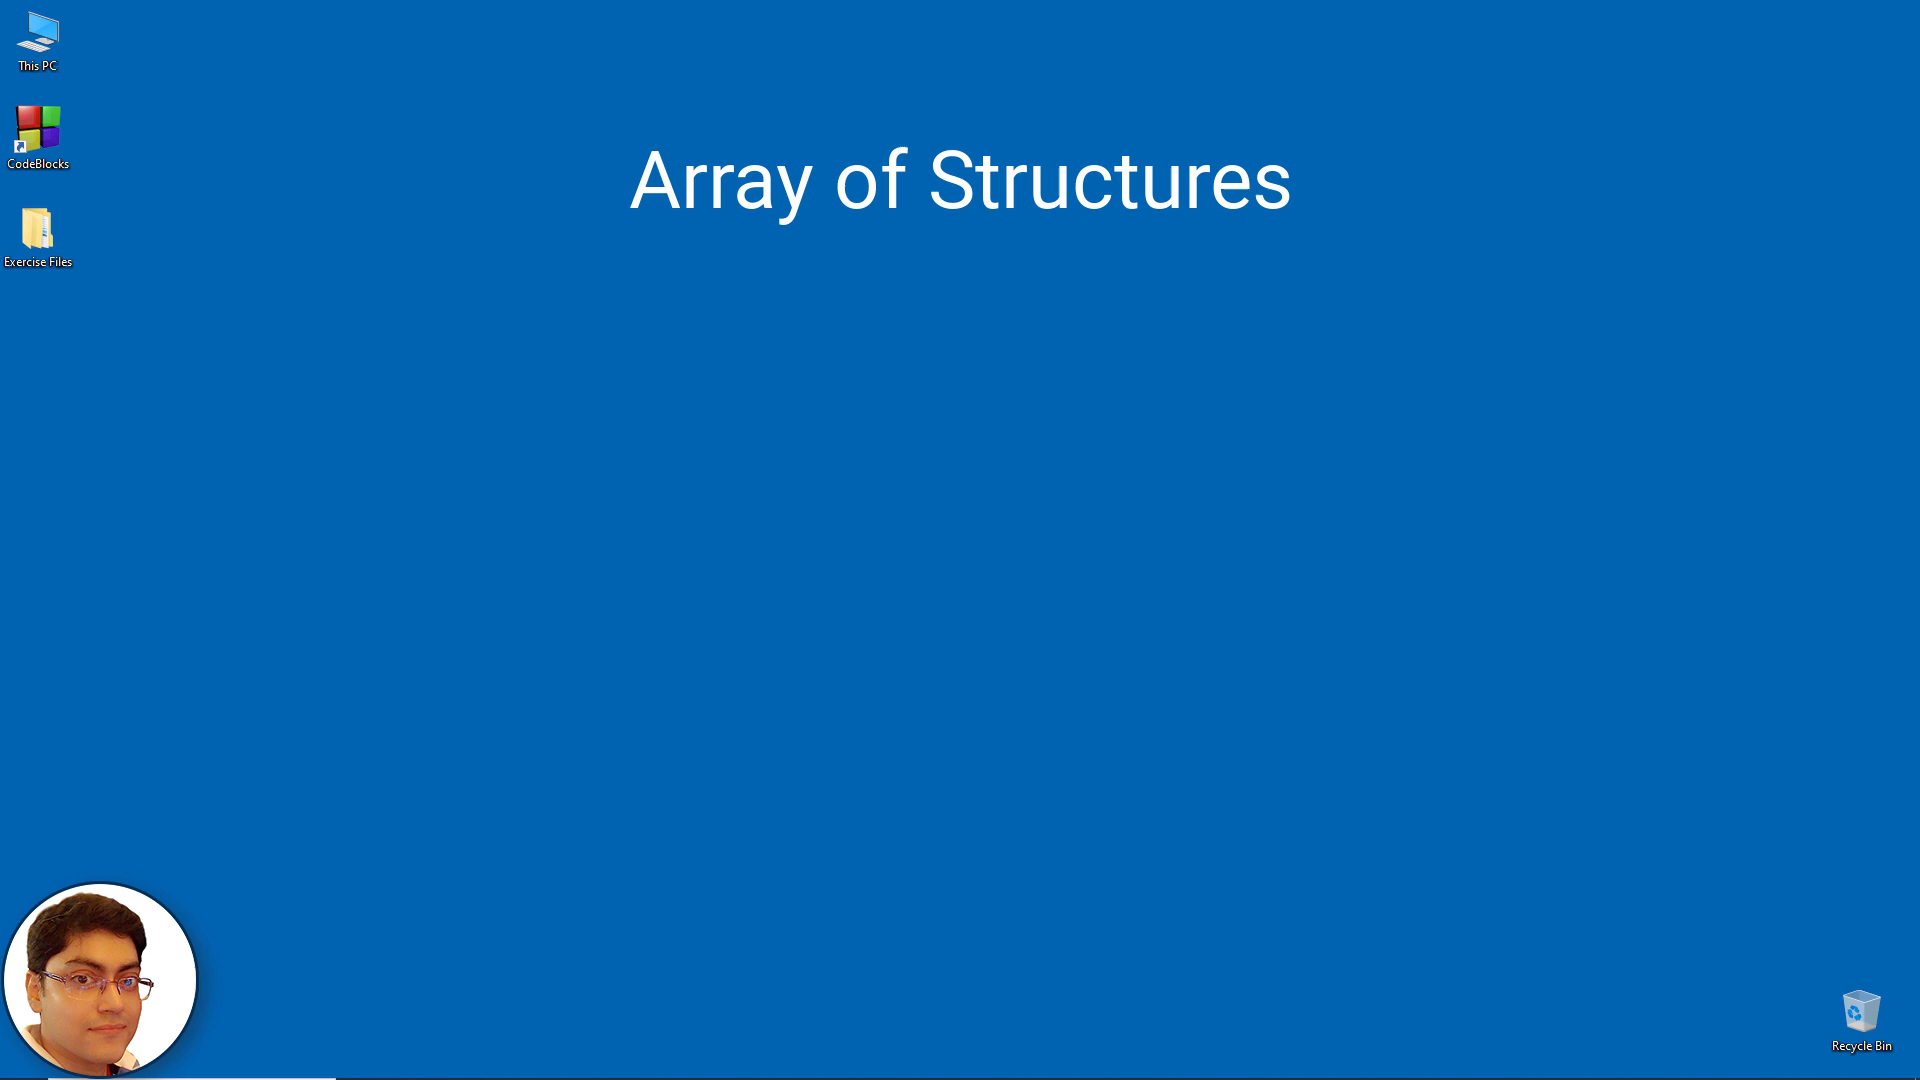 This PC
Array of Structures
CodeBlocks
Exercise Files
Recycle Bin